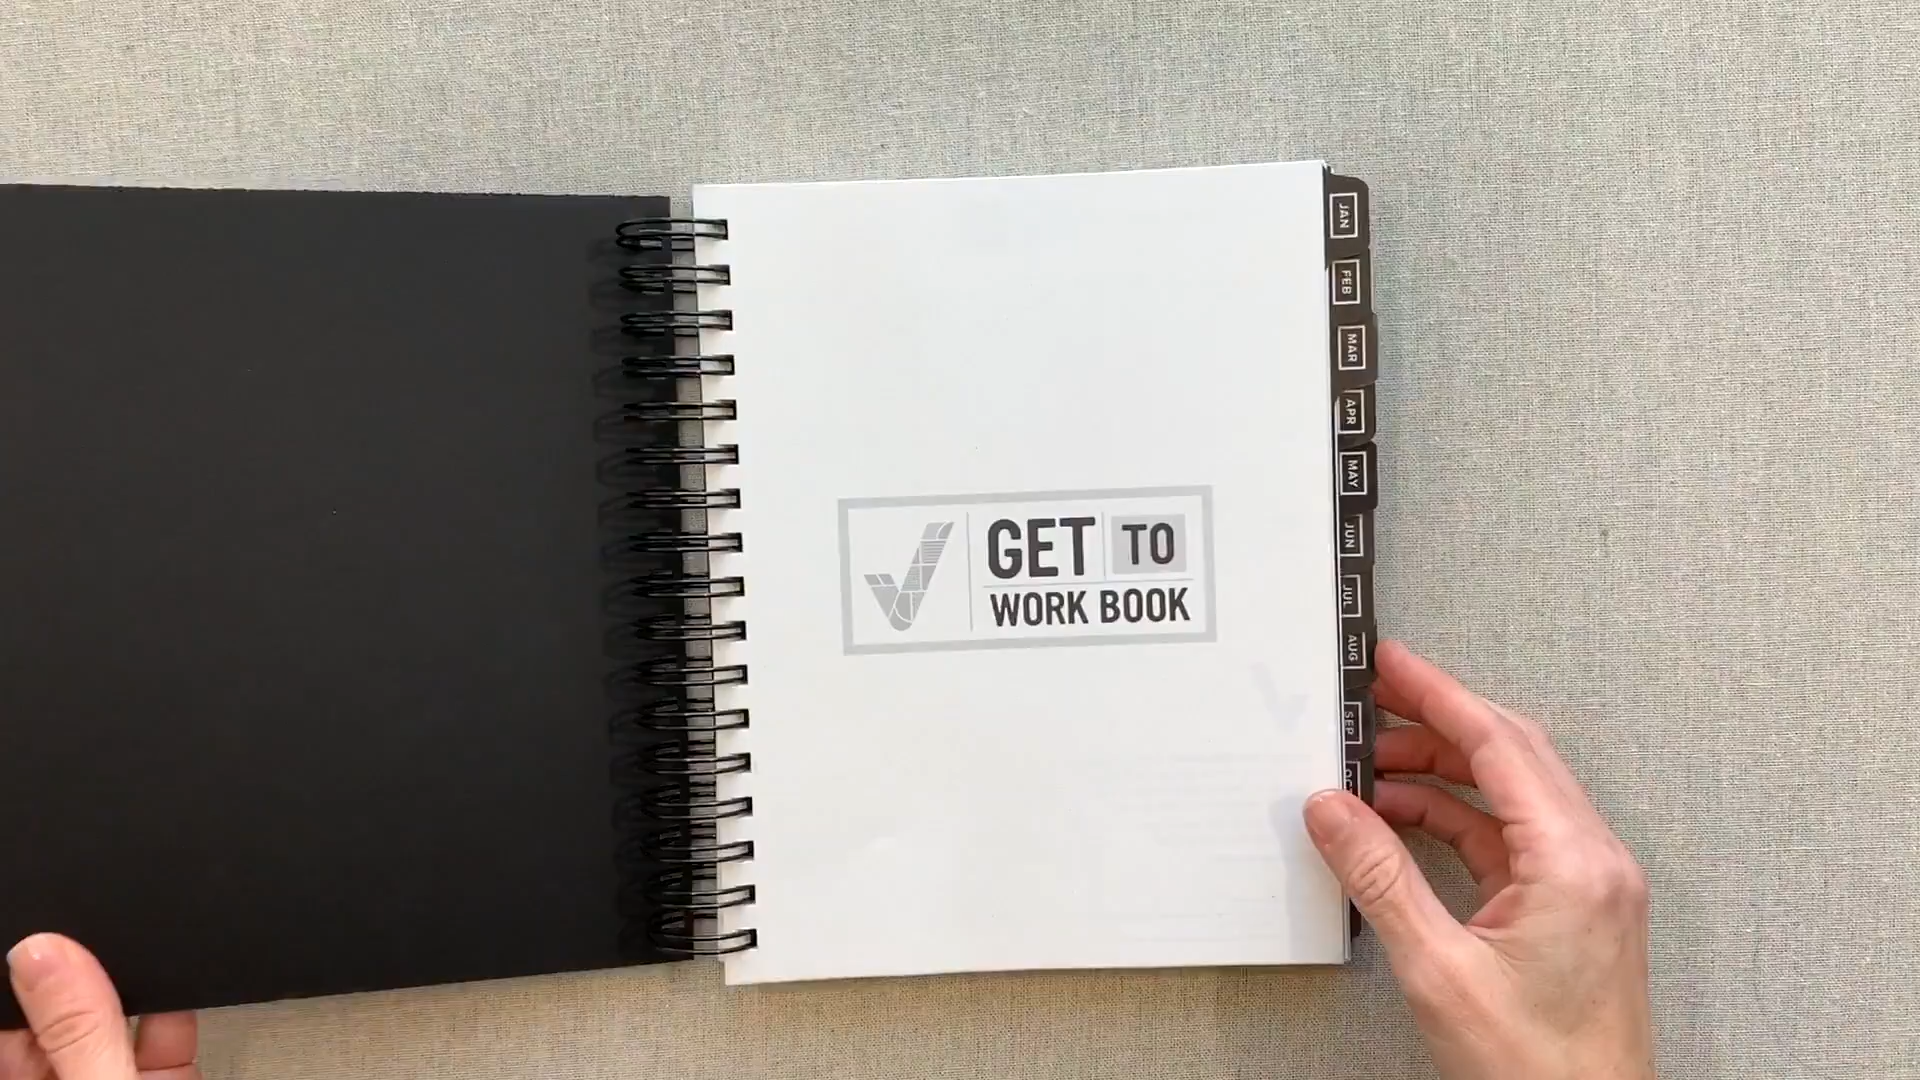 GET TO
WORK BOOK
JAN
FEB
MAR
APR
MAY
JUN
JUL
AUG
SEP